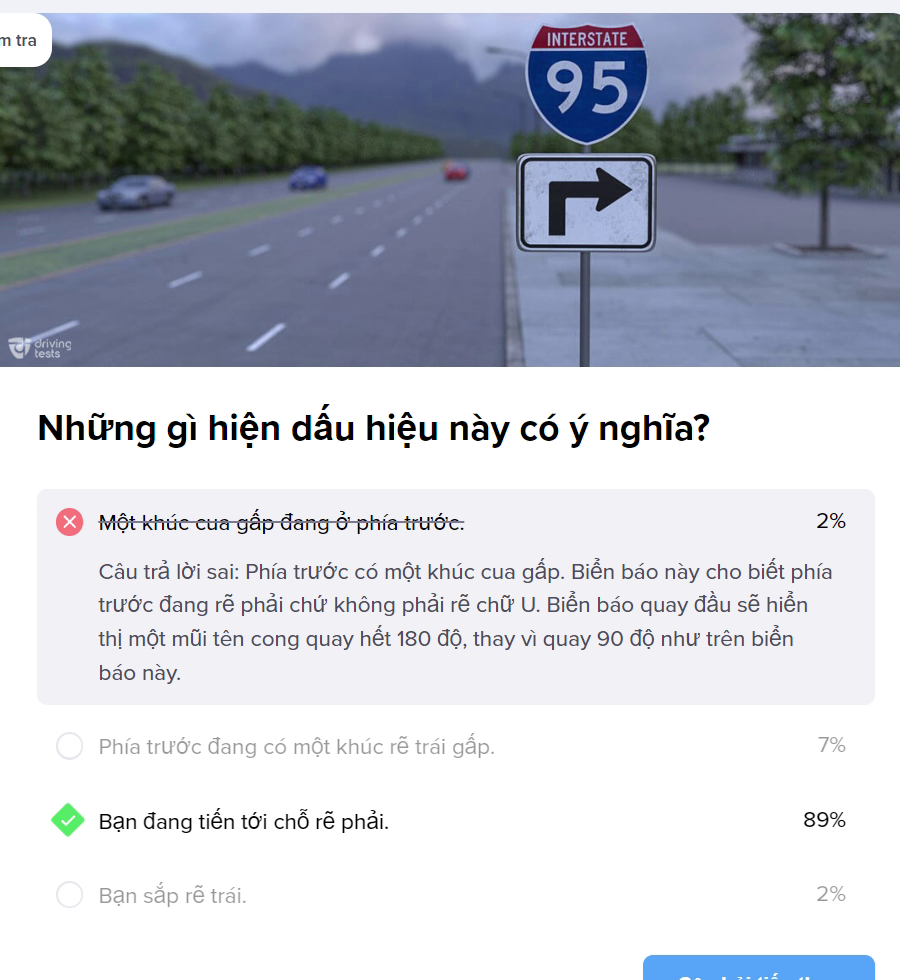 m tra
INTERSTATE
95
driving
tests
Những gì hiện dấu hiệu này có ý nghĩa?
Một khúc cua gấp đang ở phía trước.
2%
Câu trả lời sai: Phía trước có một khúc cua gấp. Biển báo này cho biết phía
trước đang rẽ phải chứ không phải rẽ chữ U. Biển báo quay đầu sẽ hiển
thị một mũi tên cong quay hết 180 độ, thay vì quay 90 độ như trên biển
báo này.
Phía trước đang có một khúc rẽ trái gấp.
7%
Bạn đang tiến tới chỗ rẽ phải.
89%
Bạn sắp rẽ trái.
2%